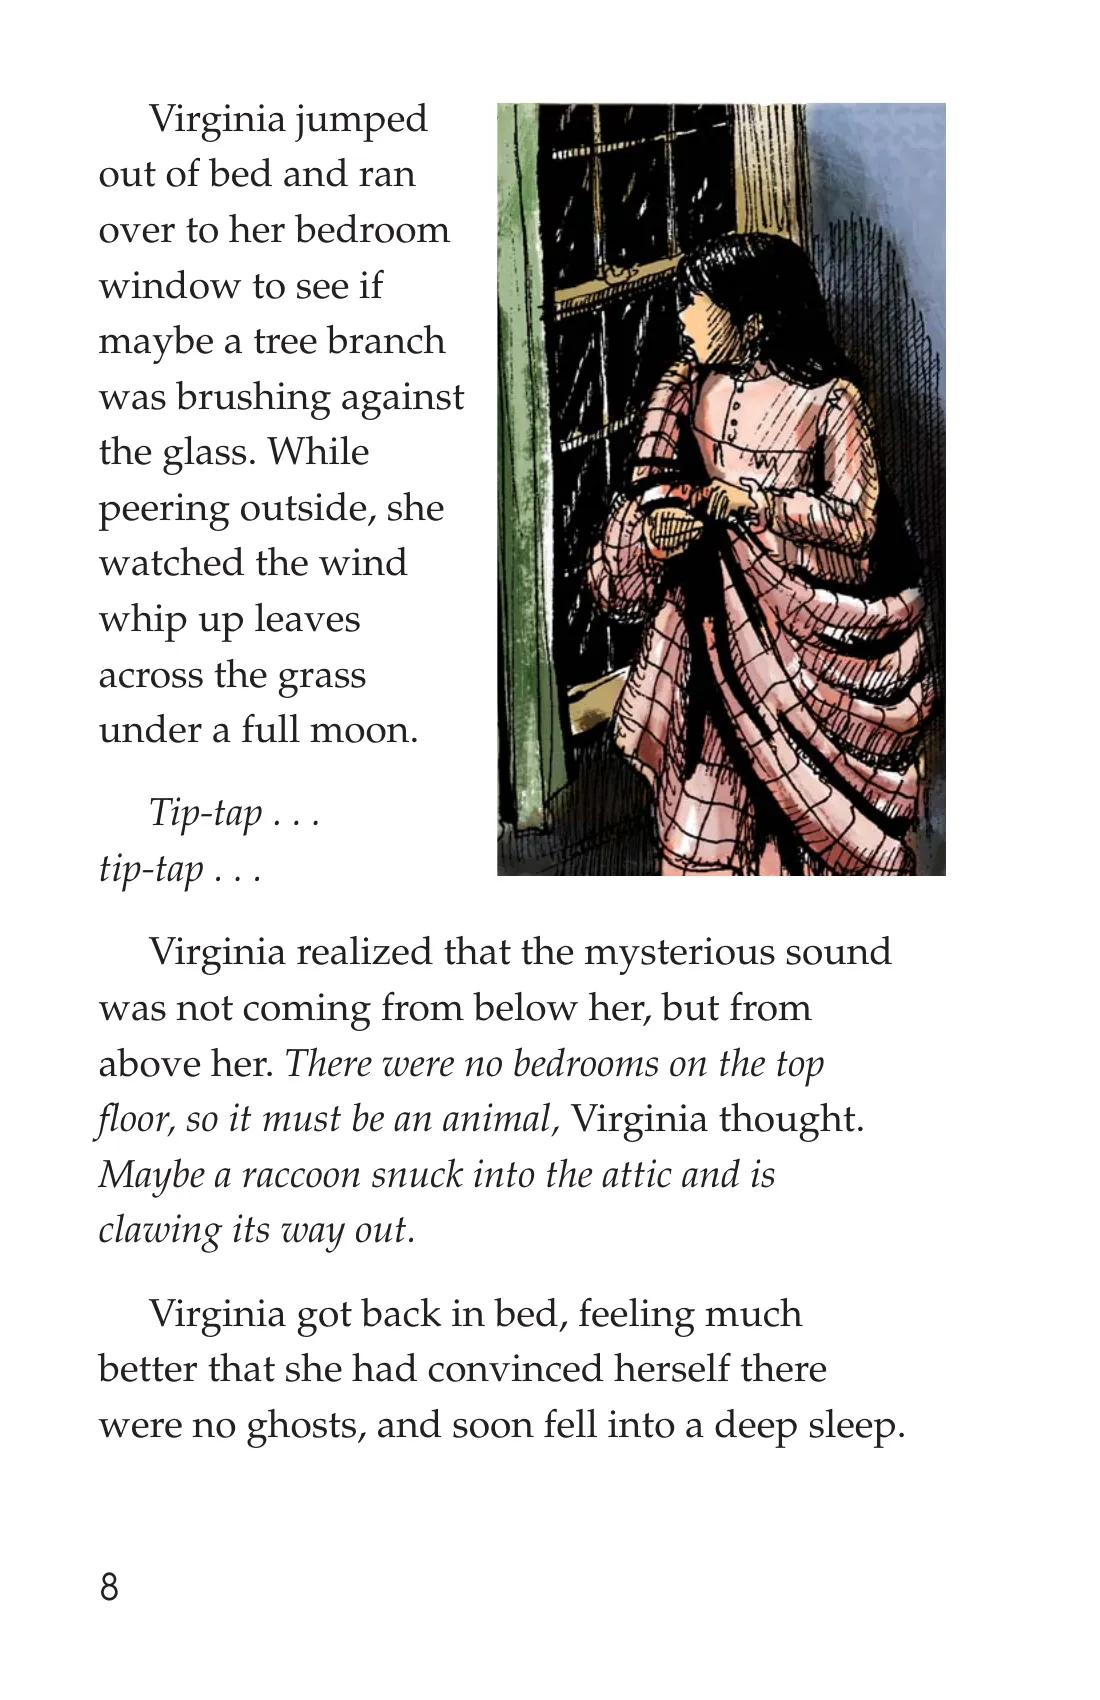 Virginia jumped
out of bed and ran
over to her bedroom
window to see if
maybe a tree branch
was brushing against
the glass. While
peering outside, she
watched the wind
whip up leaves
across the grass
under a full moon.
Tip-tap . . .
tip-tap . . .
Virginia realized that the mysterious sound
was not coming from below her, but from
above her. There were no bedrooms on the top
floor, so it must be an animal, Virginia thought.
Maybe a raccoon snuck into the attic and is
clawing its way out.
Virginia got back in bed, feeling much
better that she had convinced herself there
were no ghosts, and soon fell into a deep sleep.
8